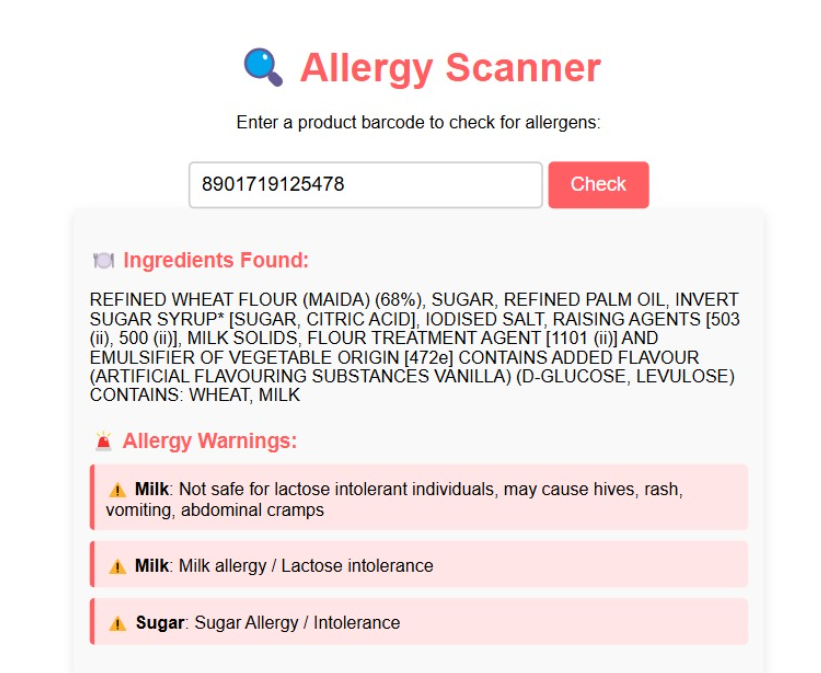 Allergy Scanner
Enter a product barcode to check for allergens:
8901719125478 Check
Ingredients Found:
REFINED WHEAT FLOUR (MAIDA) (68%), SUGAR, REFINED PALM OIL, INVERT
SUGAR SYRUP* [SUGAR, CITRIC ACID], IODISED SALT, RAISING AGENTS [503
(ii), 500 (ii)], MILK SOLIDS, FLOUR TREATMENT AGENT [1101 (ii)] AND
EMULSIFIER OF VEGETABLE ORIGIN [472e] CONTAINS ADDED FLAVOUR
(ARTIFICIAL FLAVOURING SUBSTANCES VANILLA) (D-GLUCOSE, LEVULOSE)
CONTAINS: WHEAT, MILK
Allergy Warnings:
Milk: Not safe for lactose intolerant individuals, may cause hives, rash,
vomiting, abdominal cramps
Milk: Milk allergy / Lactose intolerance
Sugar: Sugar Allergy / Intolerance